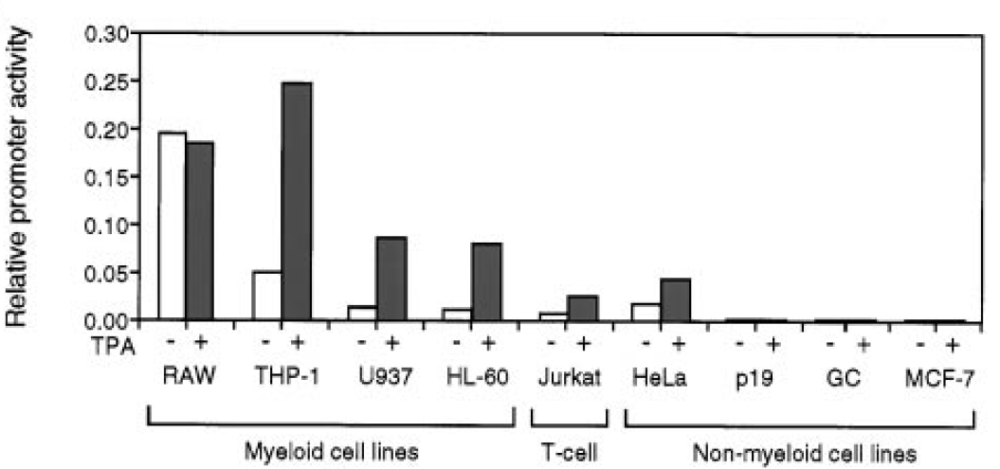 Relative promoter activity
0.30
0.25
0.20
0.15
0.10
0.05
0.00
TPA - + - + - + - + - + - + - + - + - +
RAW THP-1 U937 HL-60 Jurkat HeLa p19 GC MCF-7
Myeloid cell lines T-cell Non-myeloid cell lines